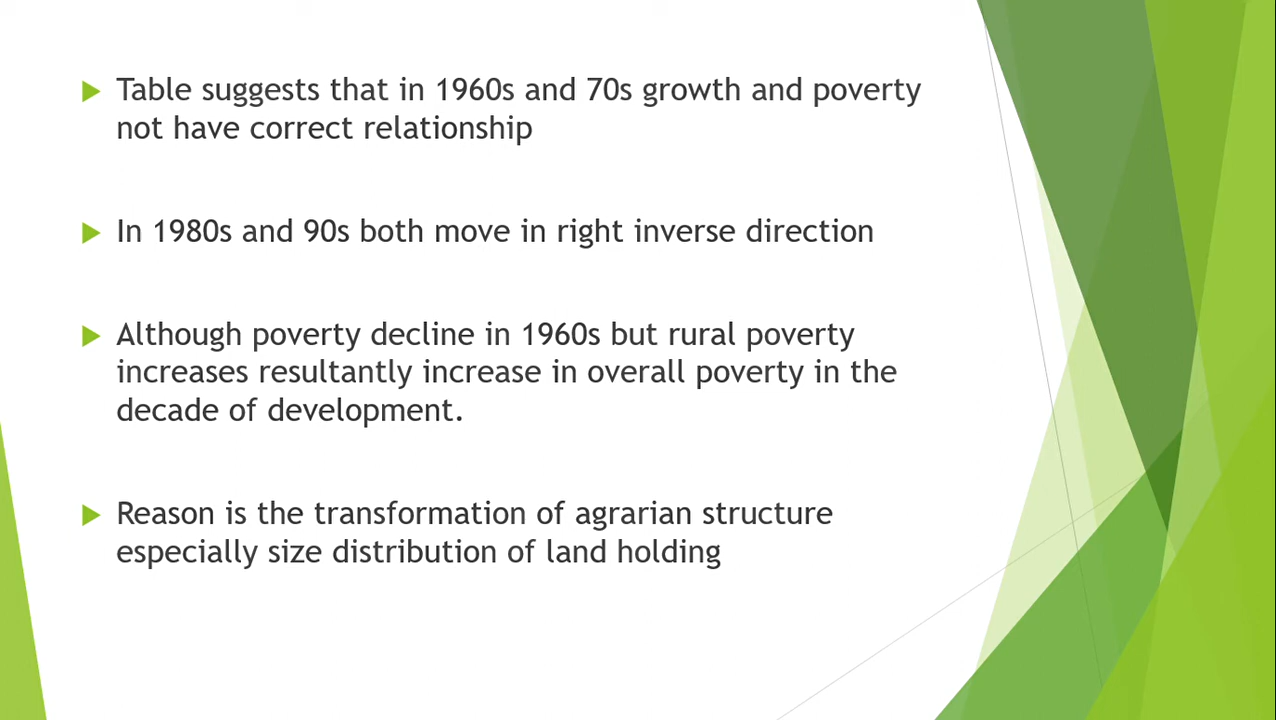 Table suggests that in 1960s and 70s growth and poverty
not have correct relationship
In 1980s and 90s both move in right inverse direction
Although poverty decline in 1960s but rural poverty
increases resultantly increase in overall poverty in the
decade of development.
Reason is the transformation of agrarian structure
especially size distribution of land holding